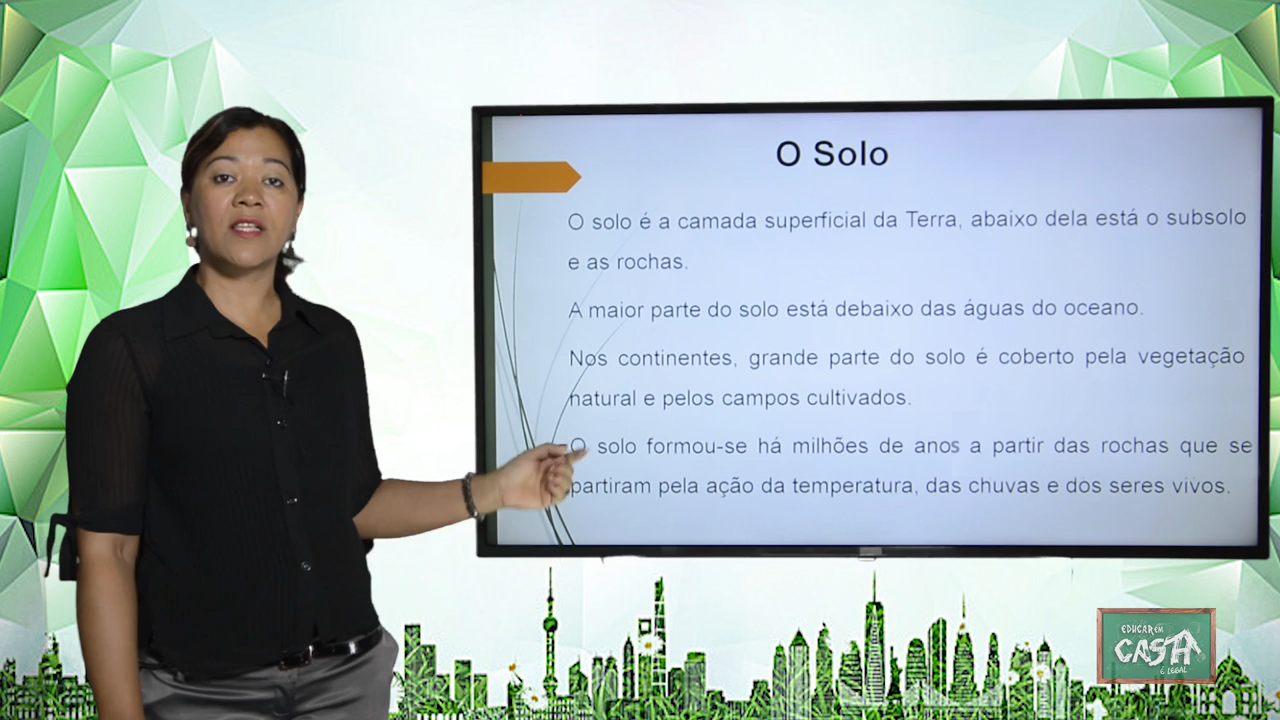 O Solo
O solo é a camada superficial da Terra, abaixo dela está o subsolo
e as rochas.
A maior parte do solo está debaixo das águas do oceano.
Nos continentes, grande parte do solo é coberto pela vegetação
natural e pelos campos cultivados.
O solo formou-se há milhões de anos a partir das rochas que se
partiram pela ação da temperatura, das chuvas e dos seres vivos.
EDUCAR EM
CASA
É LEGAL